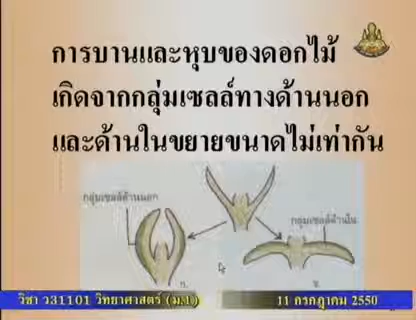 การบานและหุบของดอกไม้
เกิดจากกลุ่มเซลล์ทางด้านนอก
และด้านในขยายขนาดไม่เท่ากัน
กลุ่มเซลล์ด้านนอก
กลุ่มเซลล์ด้านใน
ก.
ข.
วิชา ว31101 วิทยาศาสตร์ (ม.1)
11 กรกฎาคม 2550